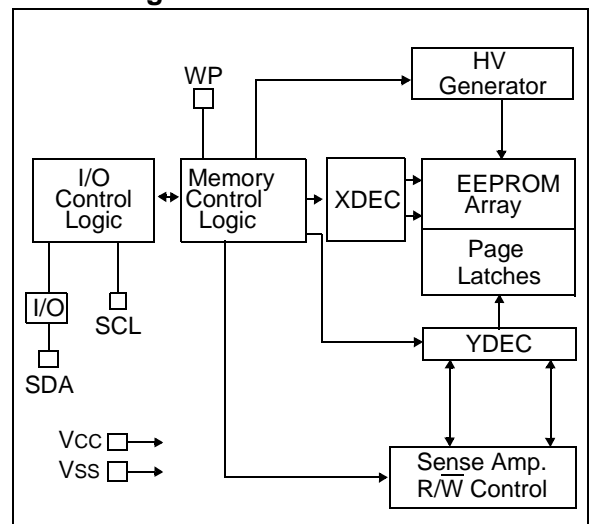 HV
Generator
WP
I/O
Control
Logic
Memory
Control
Logic
XDEC
EEPROM
Array
Page
Latches
I/O
SCL
SDA
YDEC
Vcc
Vss
Sense Amp.
R/W̅ Control